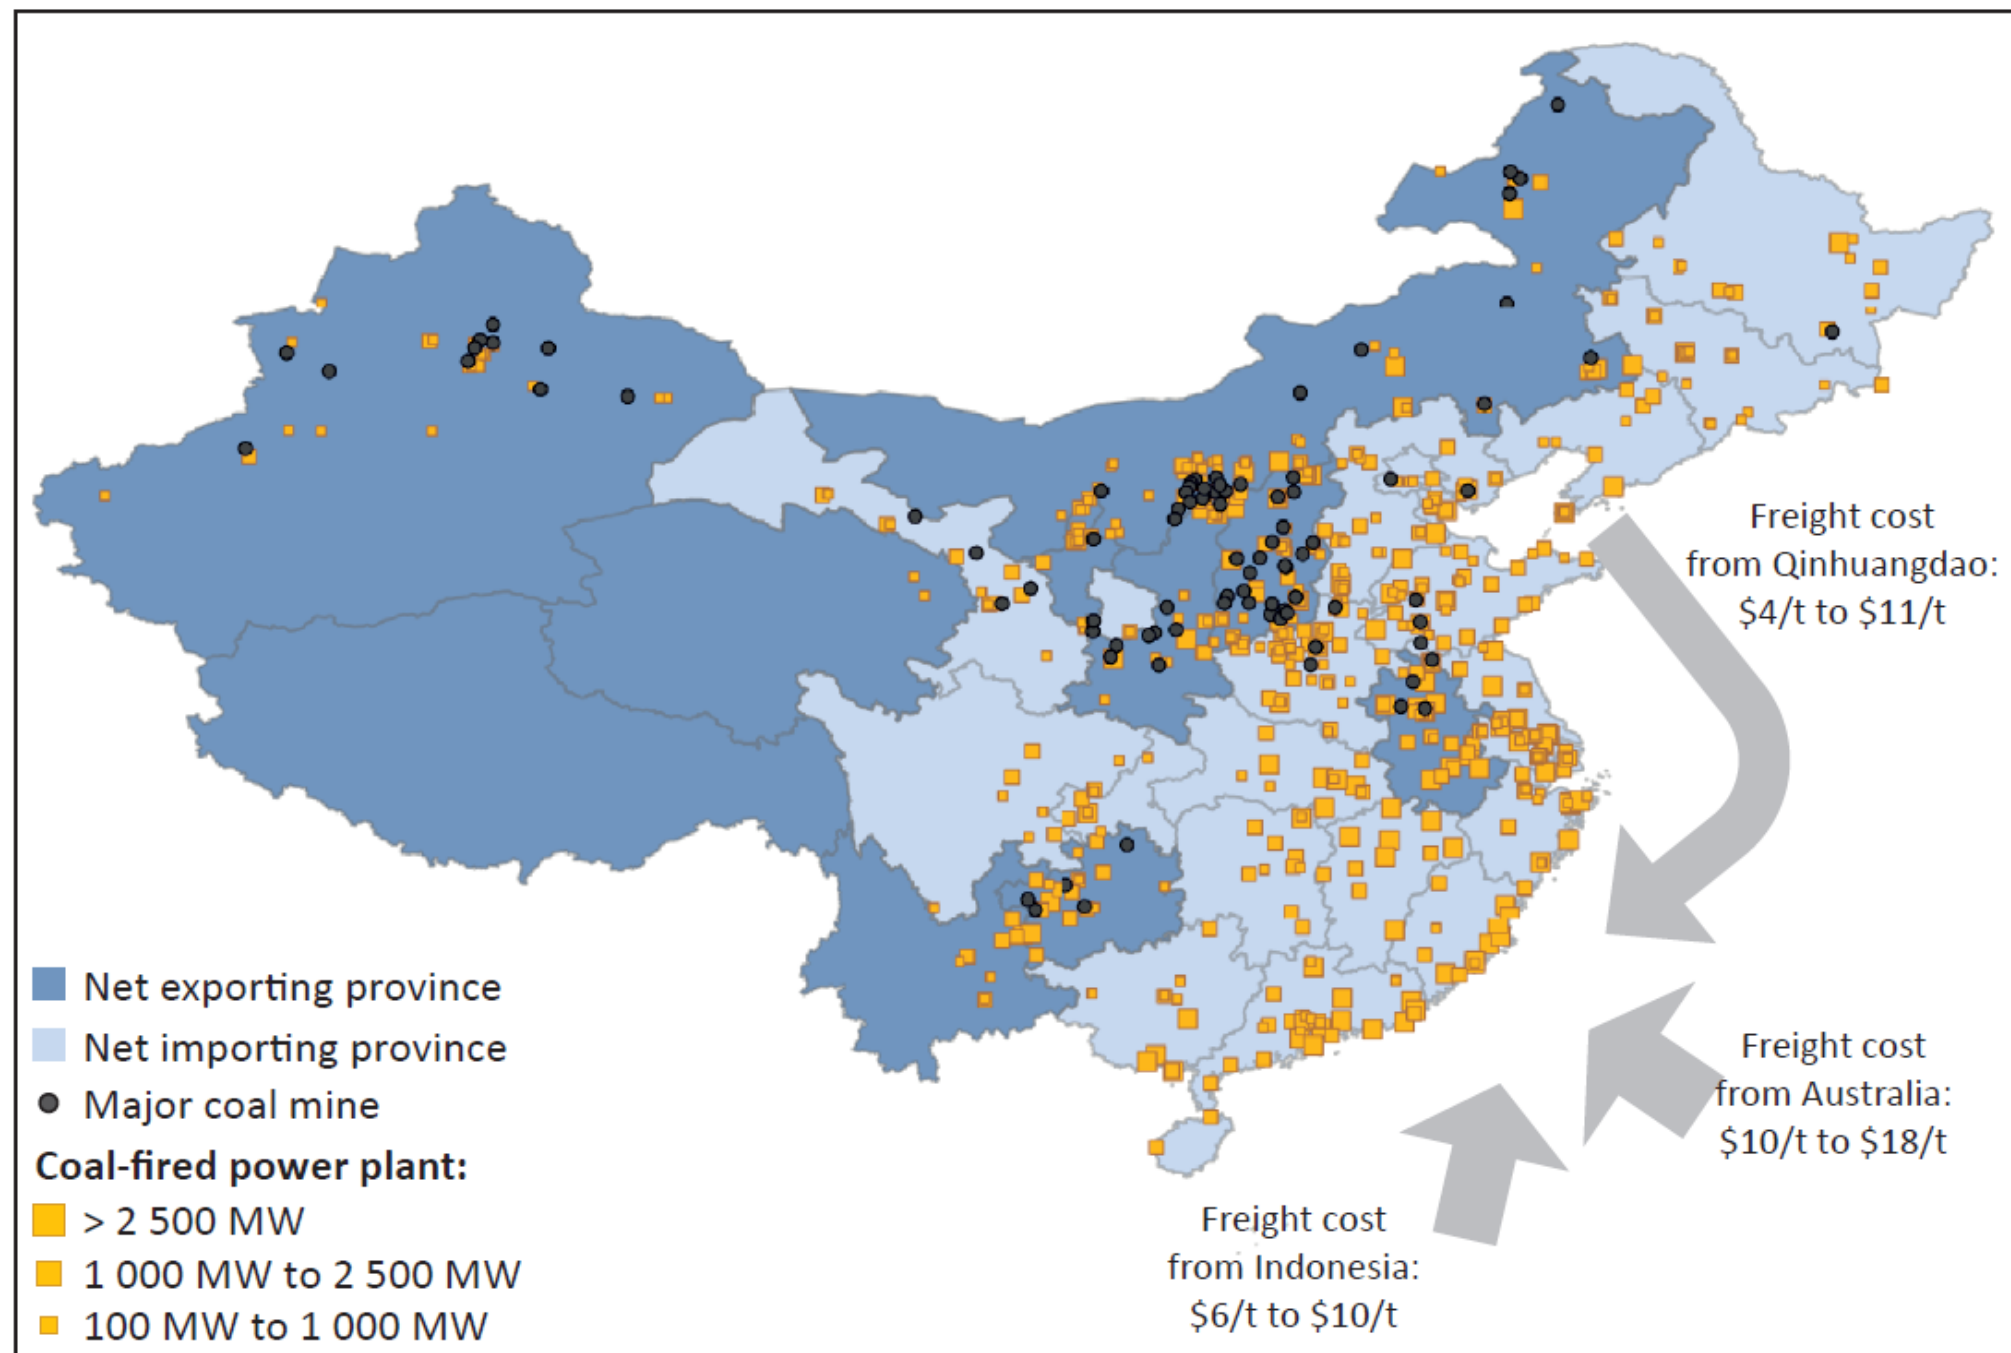 Freight cost
from Qinhuangdao:
$4/t to $11/t
Net exporting province
Net importing province
Major coal mine
Coal-fired power plant:
> 2 500 MW
1 000 MW to 2 500 MW
100 MW to 1 000 MW
Freight cost
from Australia:
$10/t to $18/t
Freight cost
from Indonesia:
$6/t to $10/t